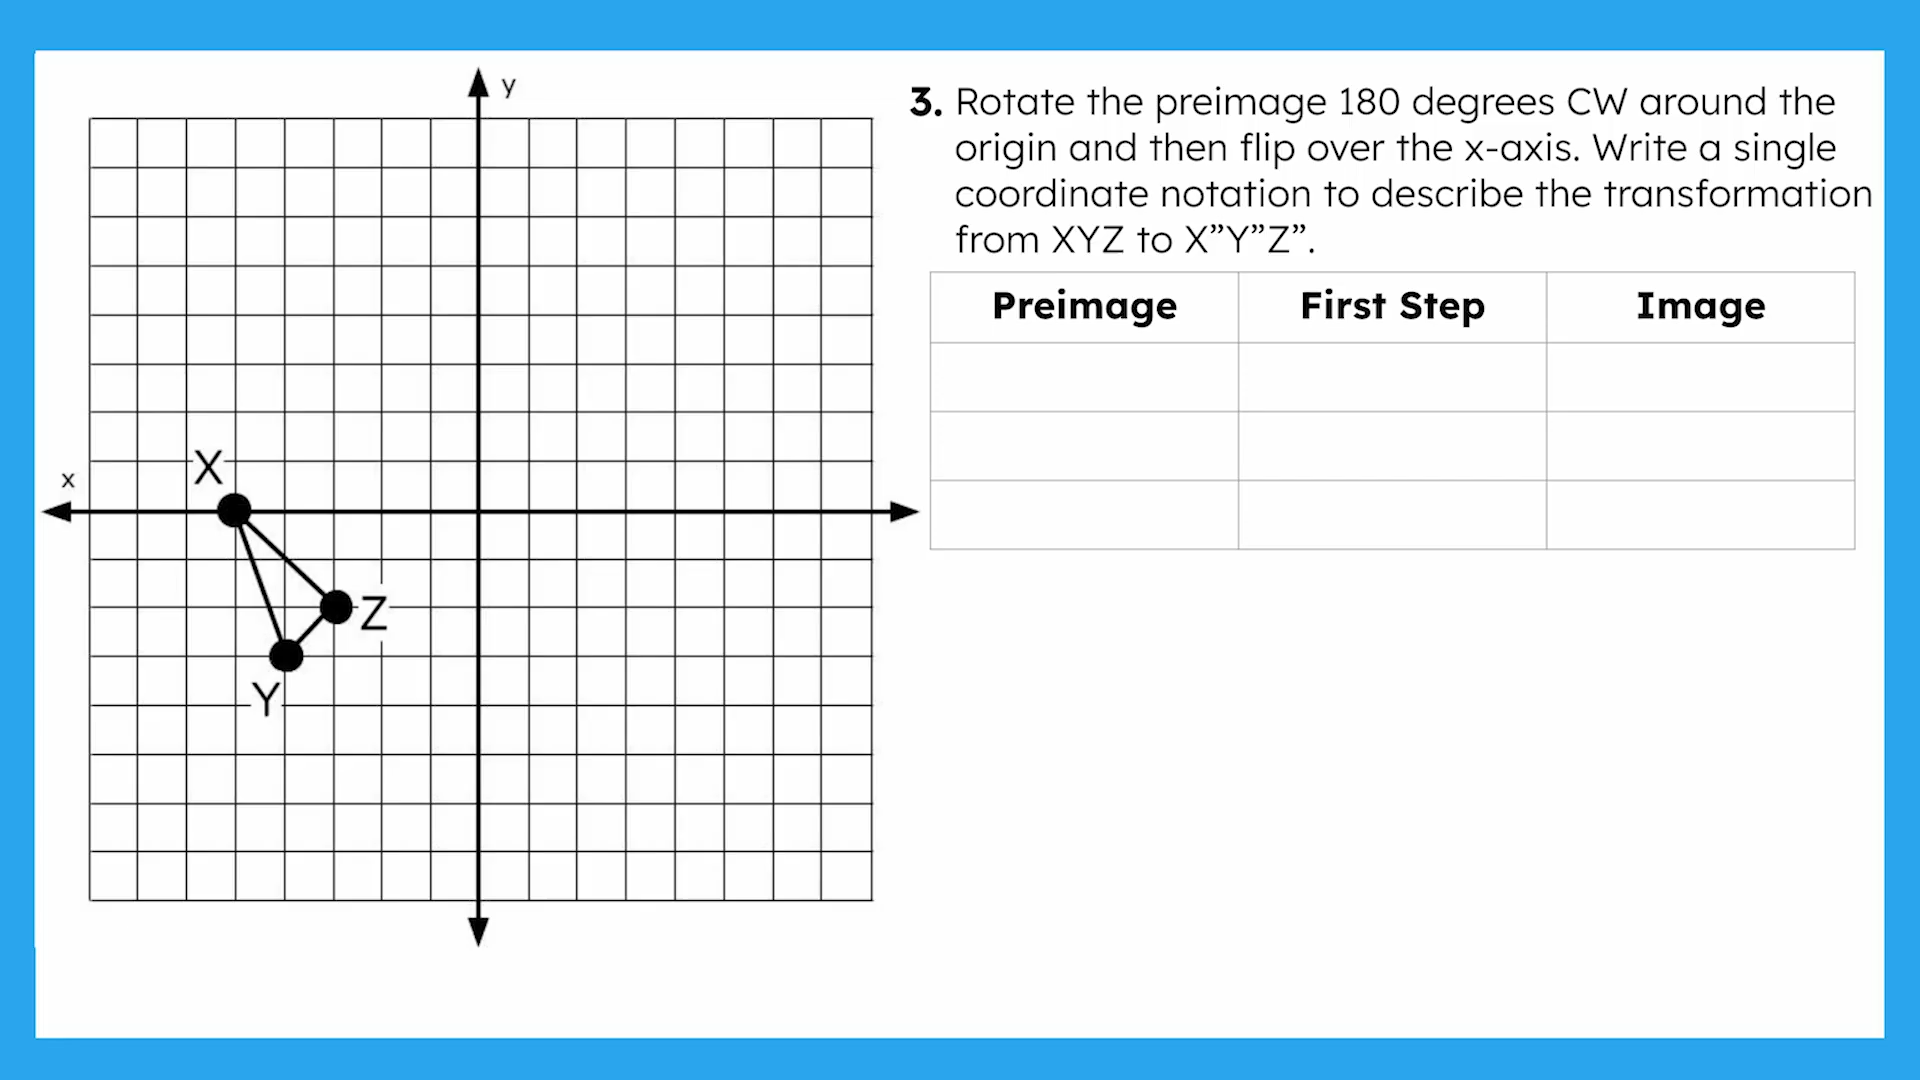 y
x
X
Z
Y
3. Rotate the preimage 180 degrees CW around the
origin and then flip over the x-axis. Write a single
coordinate notation to describe the transformation
from XYZ to X”Y”Z”.
Preimage First Step Image